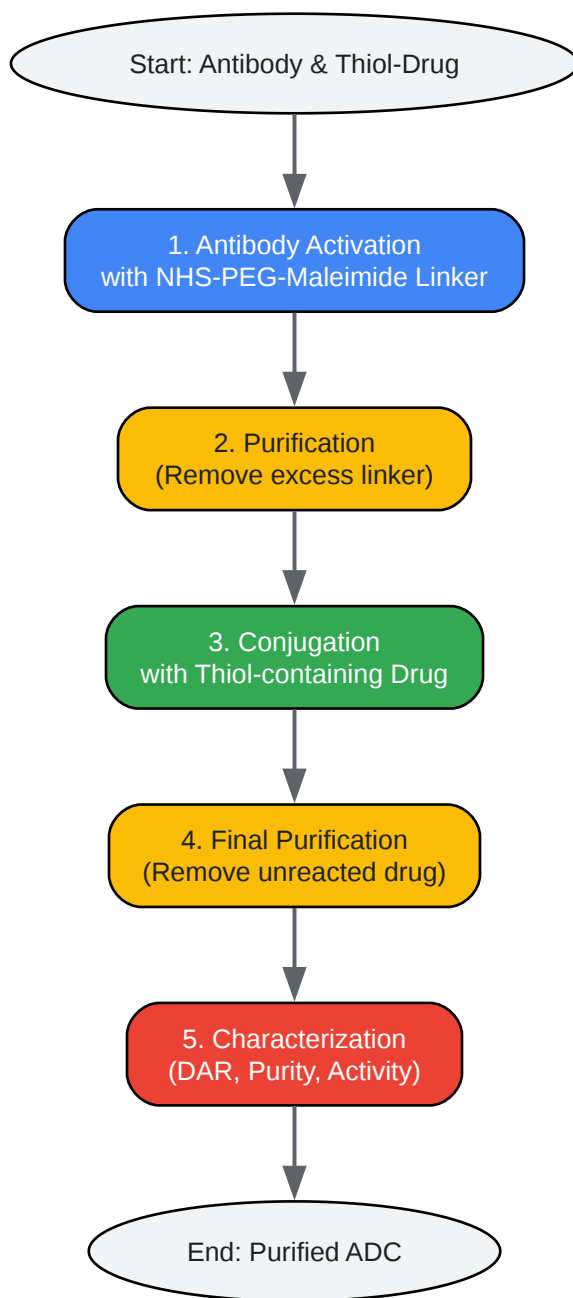 Start: Antibody & Thiol-Drug
1. Antibody Activation
with NHS-PEG-Maleimide Linker
2. Purification
(Remove excess linker)
3. Conjugation
with Thiol-containing Drug
4. Final Purification
(Remove unreacted drug)
5. Characterization
(DAR, Purity, Activity)
End: Purified ADC